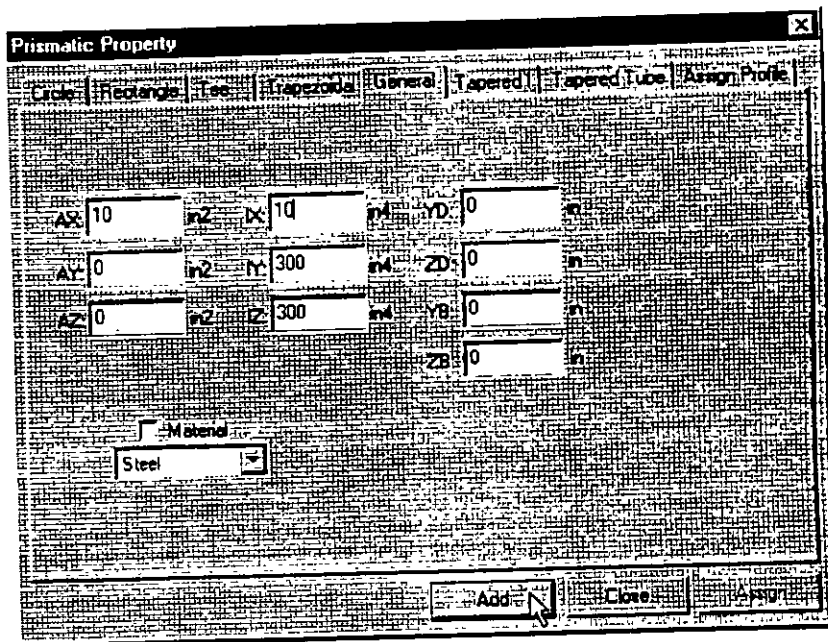 Prismatic Property
Circle Rectangle Tee Trapezoidal General Tapered I Tapered Tube Assign Profile
AX: 10 in2 IX: 10 in4 YD: 0 in
AY: 0 in2 IY: 300 in4 ZD: 0 in
AZ: 0 in2 IZ: 300 in4 YB: 0 in
ZB: 0 in
Material
Steel
Add Close Assign